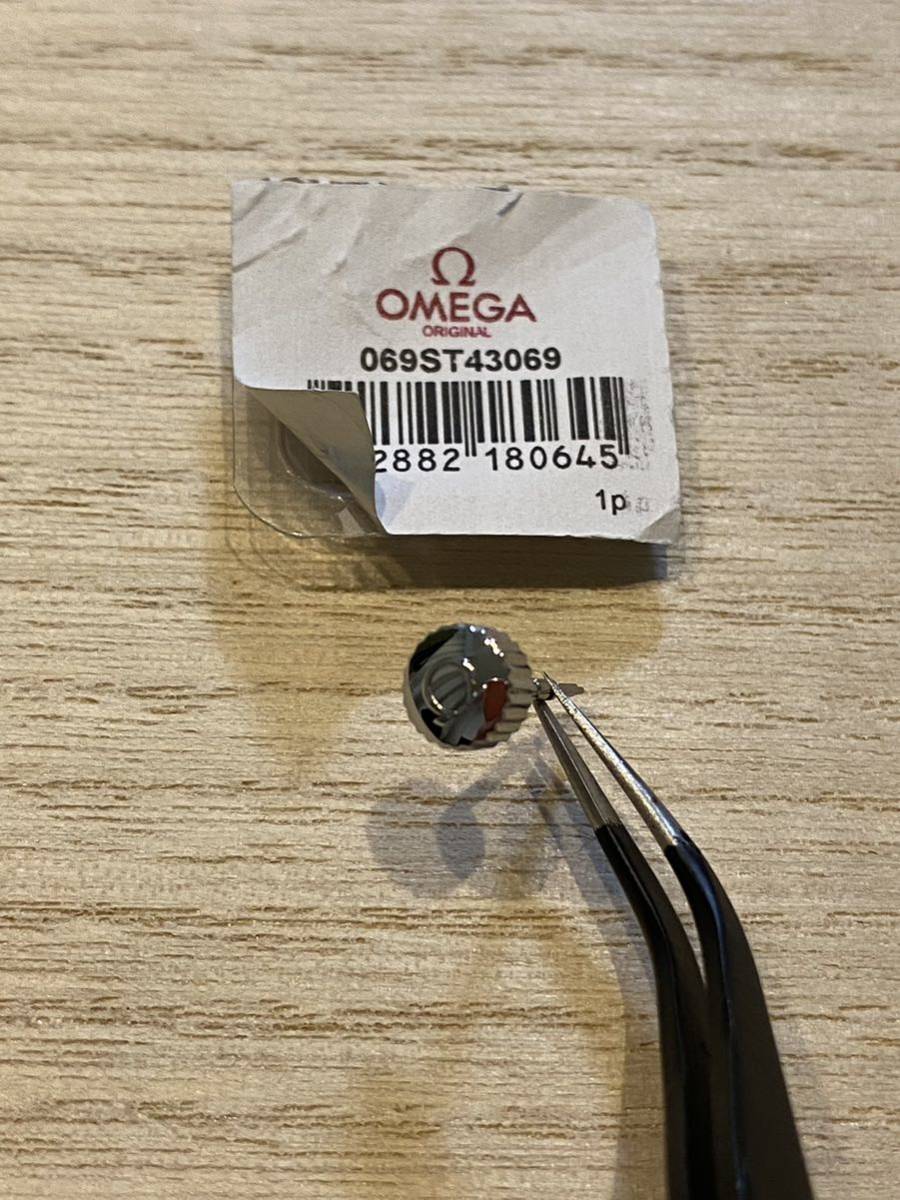 Ω
OMEGA
ORIGINAL
069ST43069
2882 180645
1p